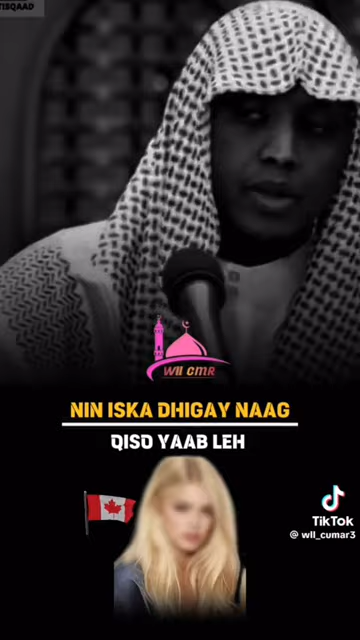 TISQAAD
Wll CMR
NIN ISKA DHIGAY NAAG
QISO YAAB LEH
TikTok
@ wll_cumar3